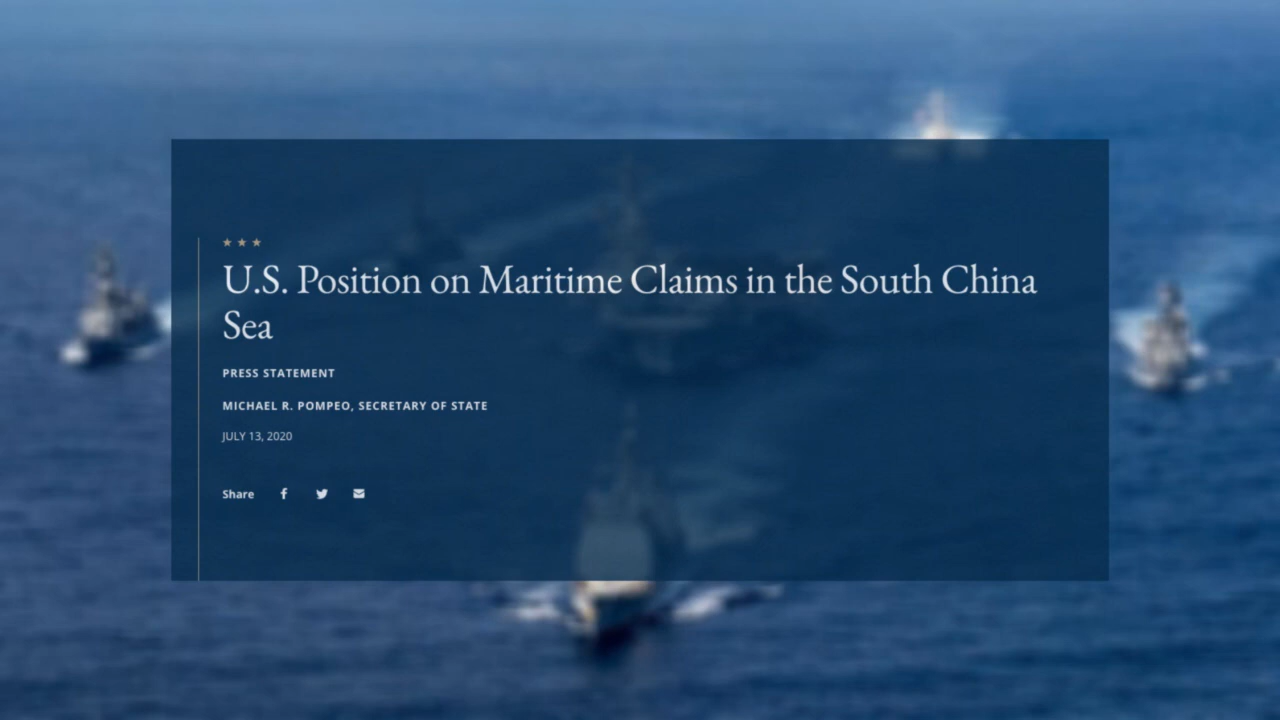 U.S. Position on Maritime Claims in the South China
Sea
PRESS STATEMENT
MICHAEL R. POMPEO, SECRETARY OF STATE
JULY 13, 2020
Share